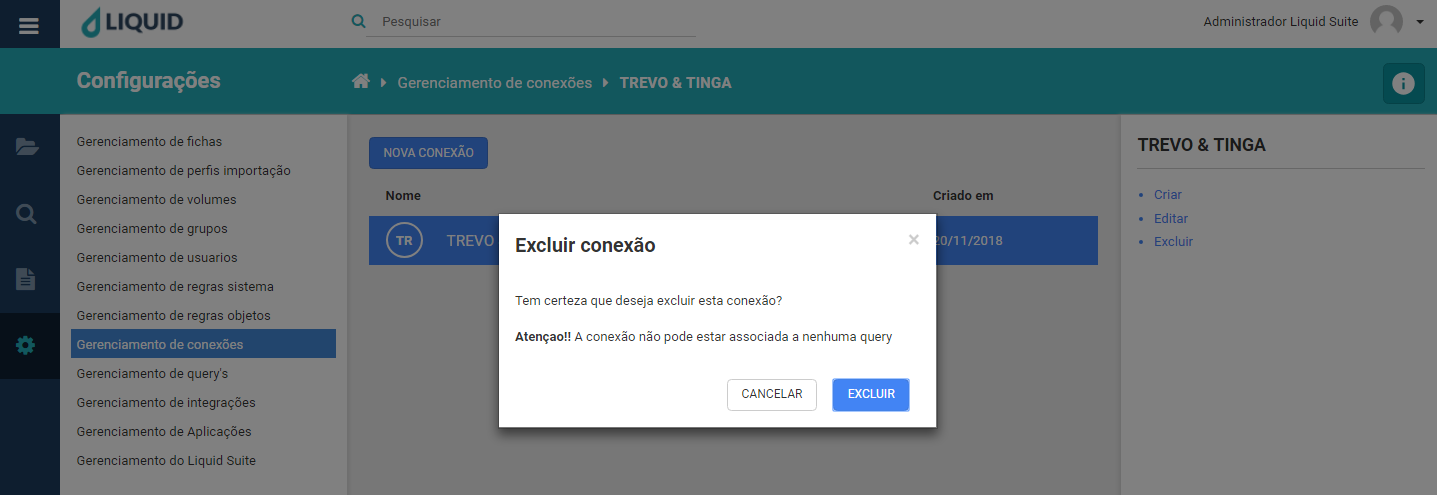 LIQUID
Pesquisar
Administrador Liquid Suite
Configurações
Gerenciamento de conexões
TREVO & TINGA
Gerenciamento de fichas
Gerenciamento de perfis importação
Gerenciamento de volumes
Gerenciamento de grupos
Gerenciamento de usuarios
Gerenciamento de regras sistema
Gerenciamento de regras objetos
Gerenciamento de conexões
Gerenciamento de query's
Gerenciamento de integrações
Gerenciamento de Aplicações
Gerenciamento do Liquid Suite
NOVA CONEXÃO
Nome
Criado em
TR
TREVO
20/11/2018
Excluir conexão
×
Tem certeza que deseja excluir esta conexão?
Atençao!! A conexão não pode estar associada a nenhuma query
CANCELAR
EXCLUIR
TREVO & TINGA
Criar
Editar
Excluir